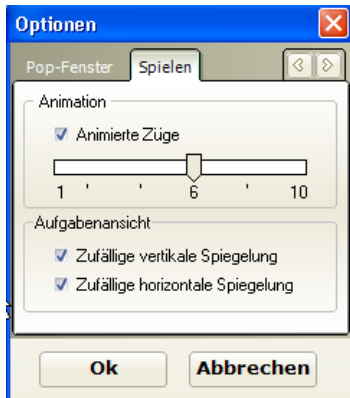 Optionen
Pop-Fenster Spielen
Animation
Animierte Züge
1 6 10
Aufgabenansicht
Zufällige vertikale Spiegelung
Zufällige horizontale Spiegelung
Ok Abbrechen